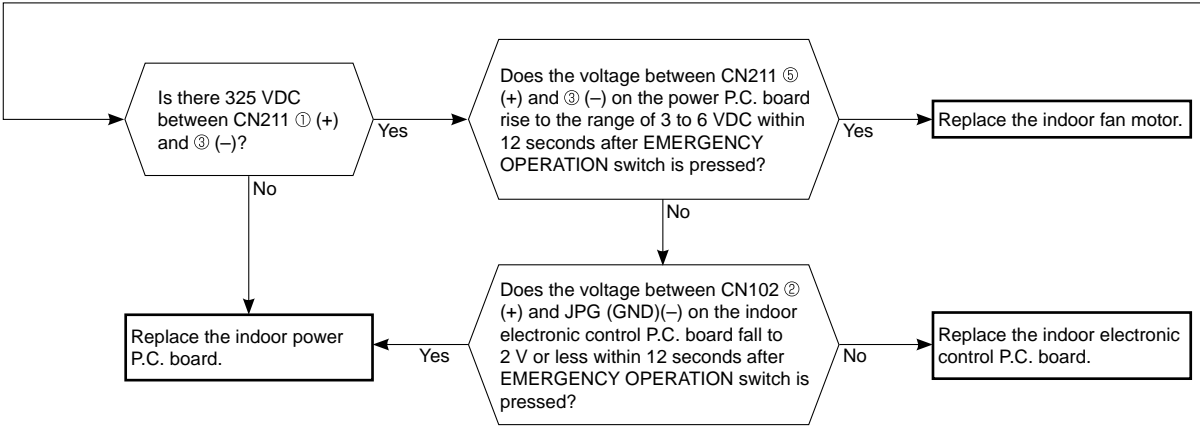 Is there 325 VDC
between CN211 ① (+)
and ③ (–)?
Yes
No
Does the voltage between CN211 ⑤
(+) and ③ (–) on the power P.C. board
rise to the range of 3 to 6 VDC within
12 seconds after EMERGENCY
OPERATION switch is pressed?
Yes
No
Replace the indoor fan motor.
Replace the indoor power
P.C. board.
Does the voltage between CN102 ②
(+) and JPG (GND)(–) on the indoor
electronic control P.C. board fall to
2 V or less within 12 seconds after
EMERGENCY OPERATION switch is
pressed?
Yes
No
Replace the indoor electronic
control P.C. board.